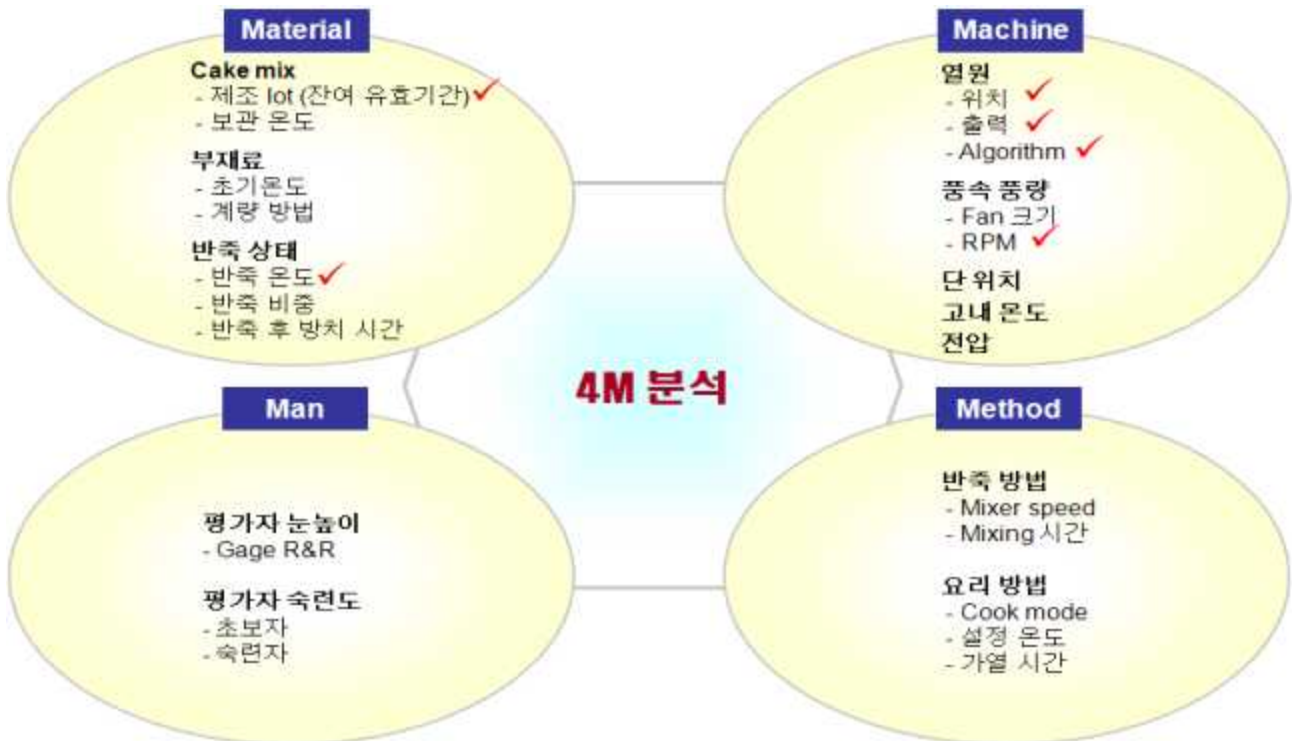 Material
Cake mix
- 제조 lot (잔여 유효기간)✓
- 보관 온도
부재료
- 초기온도
- 계량 방법
반죽 상태
- 반죽 온도✓
- 반죽 비중
- 반죽 후 방치 시간
Machine
열원
- 위치 ✓
- 출력 ✓
- Algorithm ✓
풍속 풍량
- Fan 크기
- RPM ✓
단 위치
고내 온도
전압
4M 분석
Man
평가자 눈높이
- Gage R&R
평가자 숙련도
- 초보자
- 숙련자
Method
반죽 방법
- Mixer speed
- Mixing 시간
요리 방법
- Cook mode
- 설정 온도
- 가열 시간